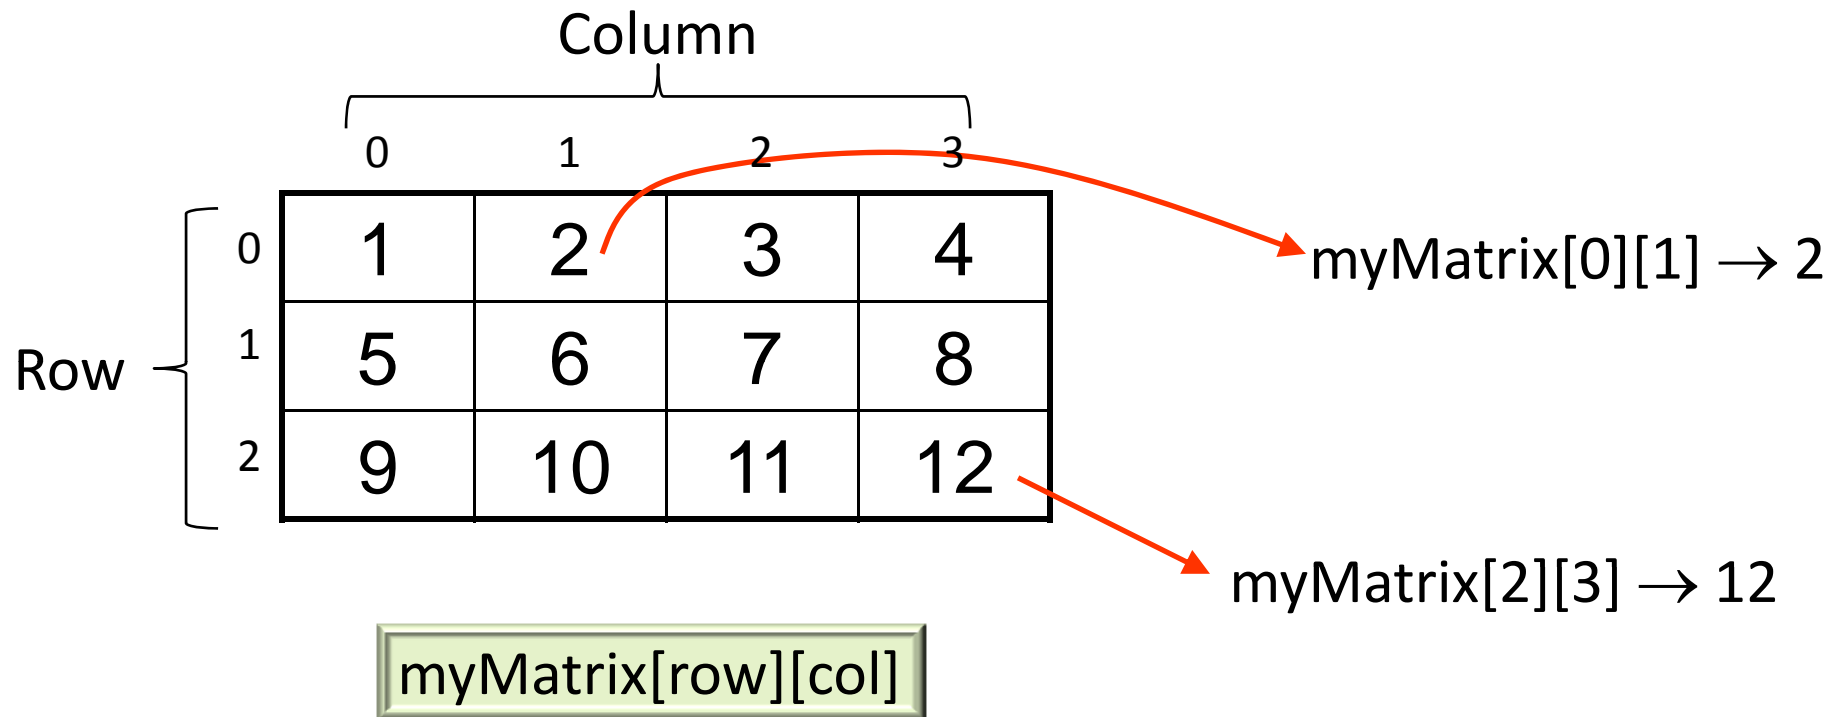 Column
0 1 2 3
0 1 2 3 4
myMatrix[0][1] → 2
1 5 6 7 8
Row
2 9 10 11 12
myMatrix[2][3] → 12
myMatrix[row][col]